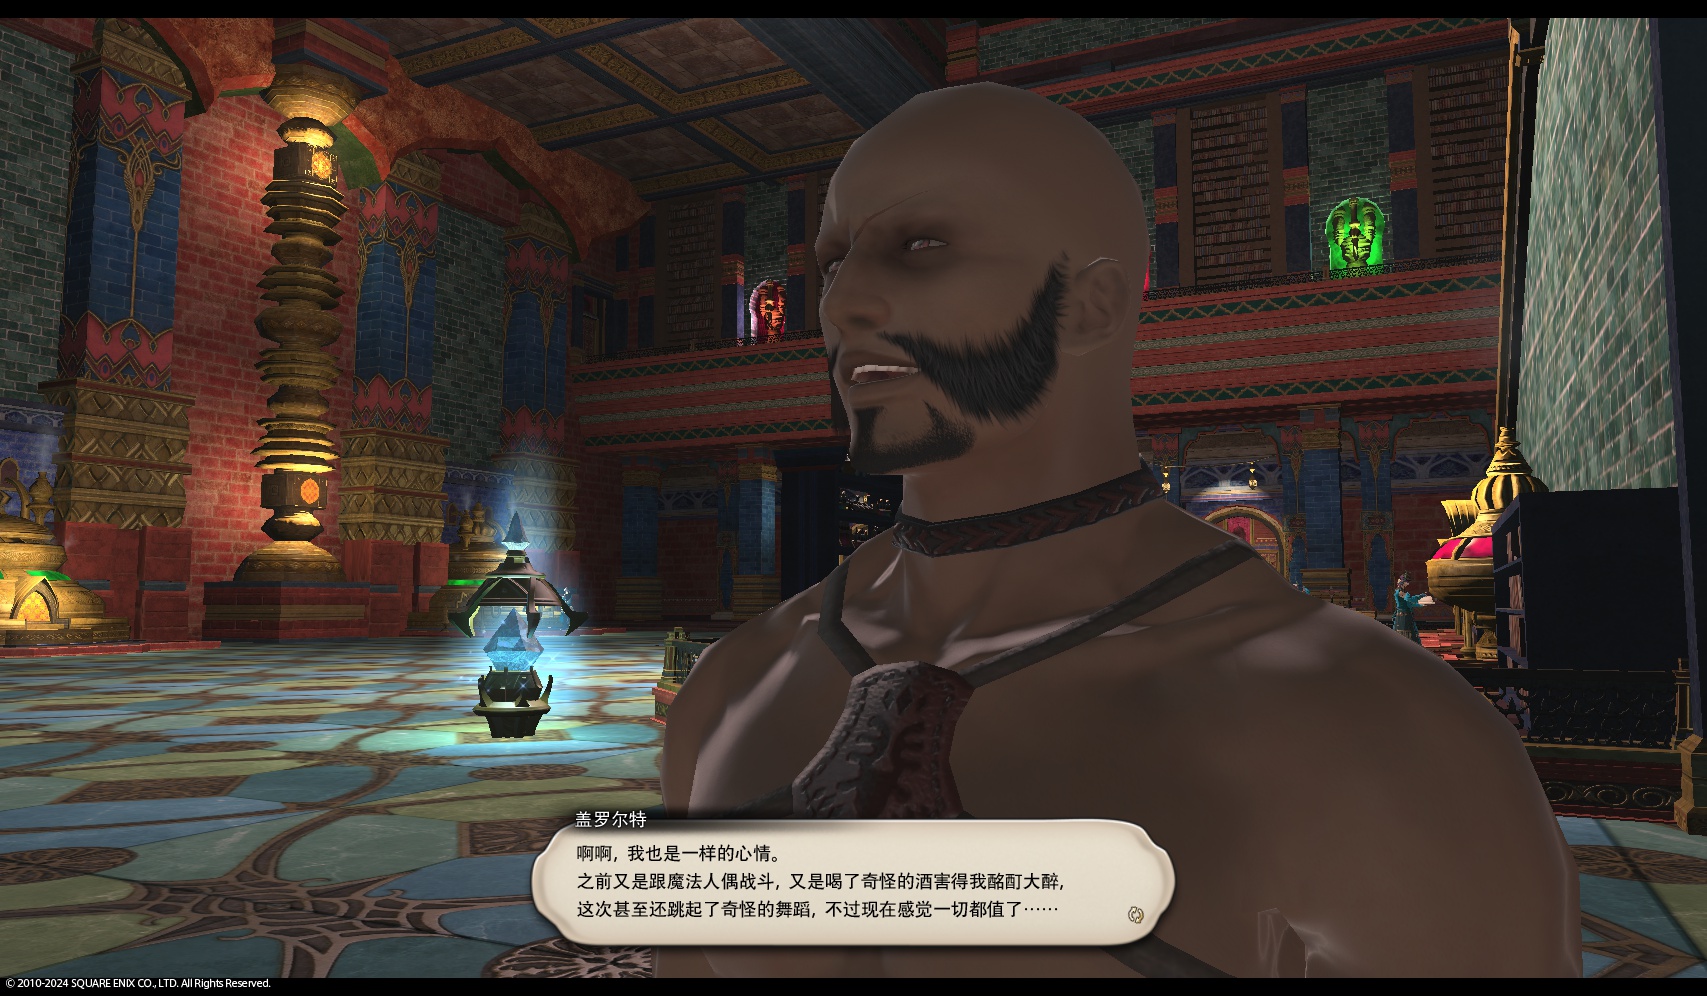 盖罗尔特
啊啊，我也是一样的心情。
之前又是跟魔法人偶战斗，又是喝了奇怪的酒害得我酩酊大醉，
这次甚至还跳起了奇怪的舞蹈，不过现在感觉一切都值了……
© 2010-2024 SQUARE ENIX CO., LTD. All Rights Reserved.